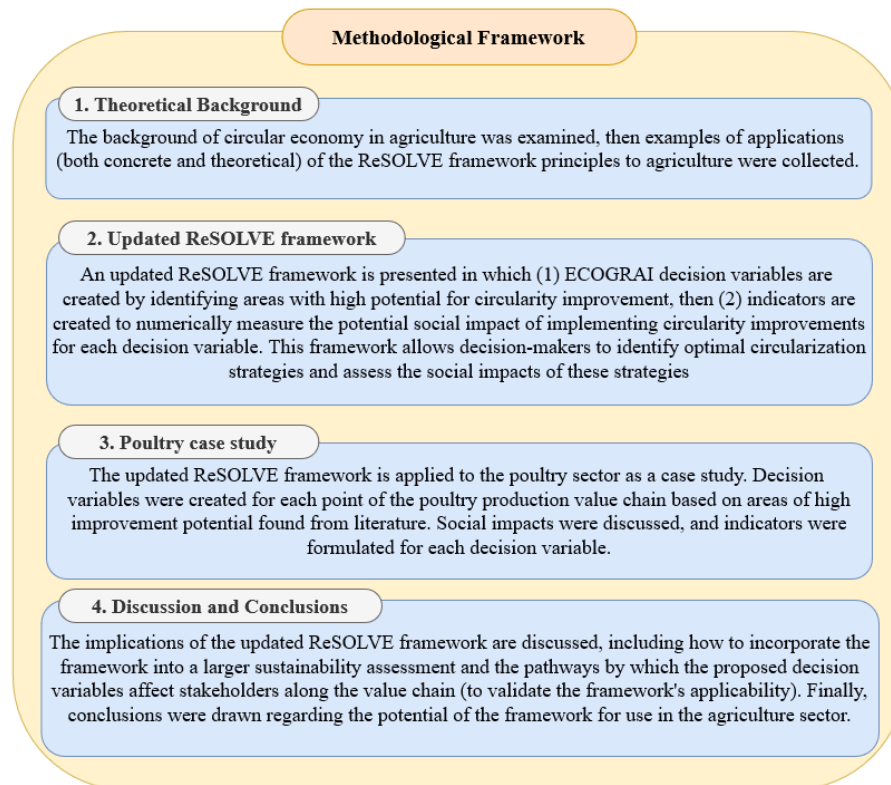 Methodological Framework
1. Theoretical Background
The background of circular economy in agriculture was examined, then examples of applications
(both concrete and theoretical) of the ReSOLVE framework principles to agriculture were collected.
2. Updated ReSOLVE framework
An updated ReSOLVE framework is presented in which (1) ECOGRAI decision variables are
created by identifying areas with high potential for circularity improvement, then (2) indicators are
created to numerically measure the potential social impact of implementing circularity improvements
for each decision variable. This framework allows decision-makers to identify optimal circularization
strategies and assess the social impacts of these strategies
3. Poultry case study
The updated ReSOLVE framework is applied to the poultry sector as a case study. Decision
variables were created for each point of the poultry production value chain based on areas of high
improvement potential found from literature. Social impacts were discussed, and indicators were
formulated for each decision variable.
4. Discussion and Conclusions
The implications of the updated ReSOLVE framework are discussed, including how to incorporate the
framework into a larger sustainability assessment and the pathways by which the proposed decision
variables affect stakeholders along the value chain (to validate the framework's applicability). Finally,
conclusions were drawn regarding the potential of the framework for use in the agriculture sector.